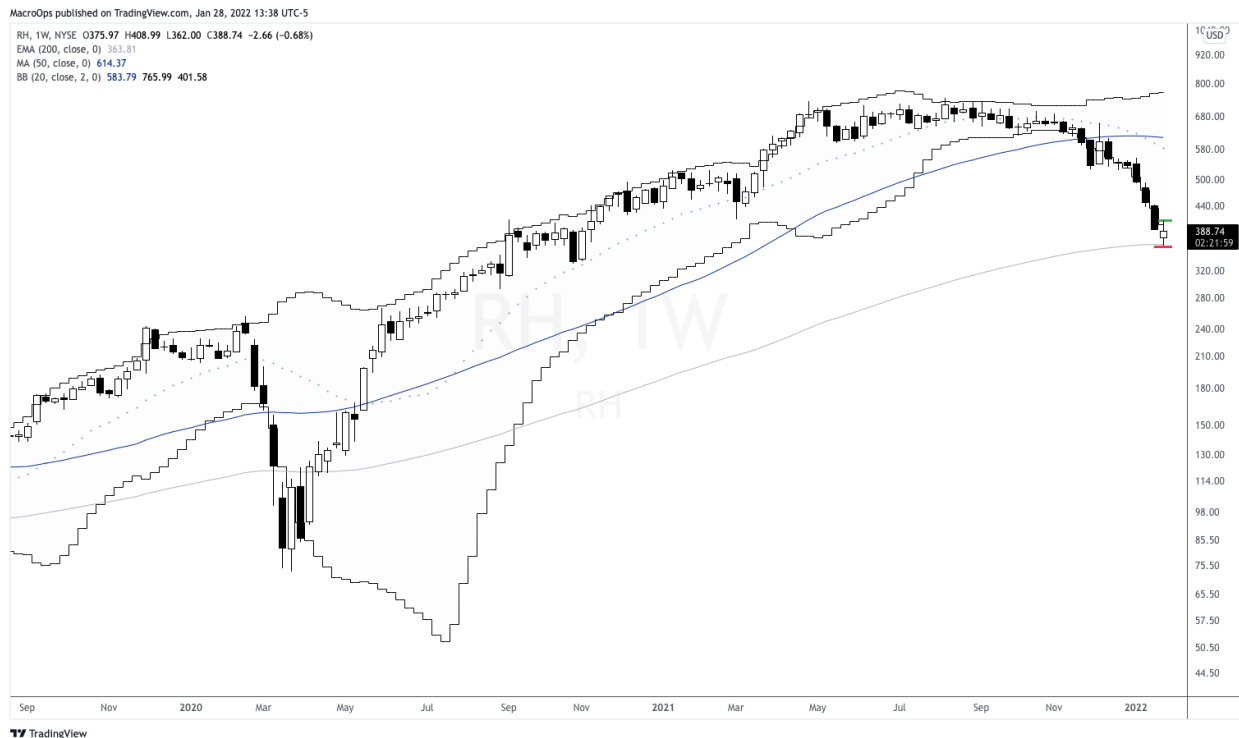 MacroOps published on TradingView.com, Jan 28, 2022 13:38 UTC-5
RH, 1W, NYSE O375.97 H408.99 L362.00 C388.74 -2.66 (-0.68%)
EMA (200, close, 0) 363.81
MA (50, close, 0) 614.37
BB (20, close, 2, 0) 583.79 765.99 401.58
USD
920.00
800.00
680.00
580.00
500.00
440.00
388.74
02:21:59
320.00
280.00
240.00
210.00
180.00
150.00
130.00
114.00
98.00
85.50
75.50
65.50
57.50
50.50
44.50
RH, 1W
RH
Sep Nov 2020 Mar May Jul Sep Nov 2021 Mar May Jul Sep Nov 2022
TradingView